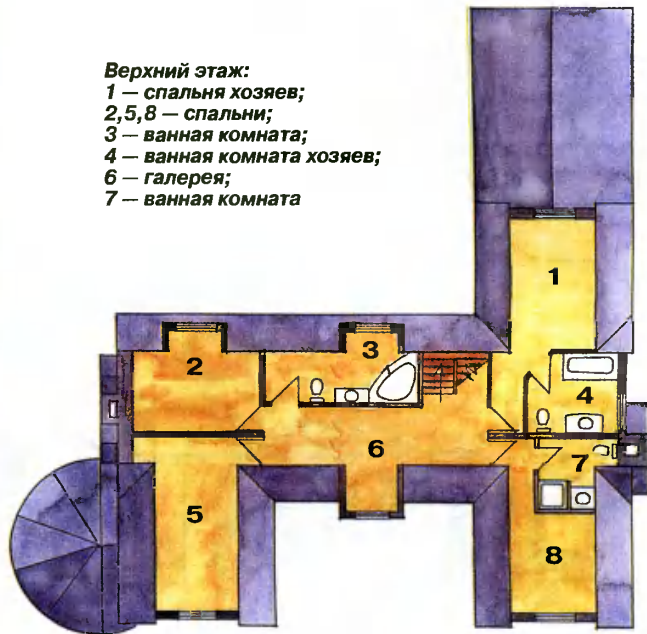 Верхний этаж:
1 — спальня хозяев;
2,5,8 — спальни;
3 — ванная комната;
4 — ванная комната хозяев;
6 — галерея;
7 — ванная комната
1
2
3
4
6
7
5
8